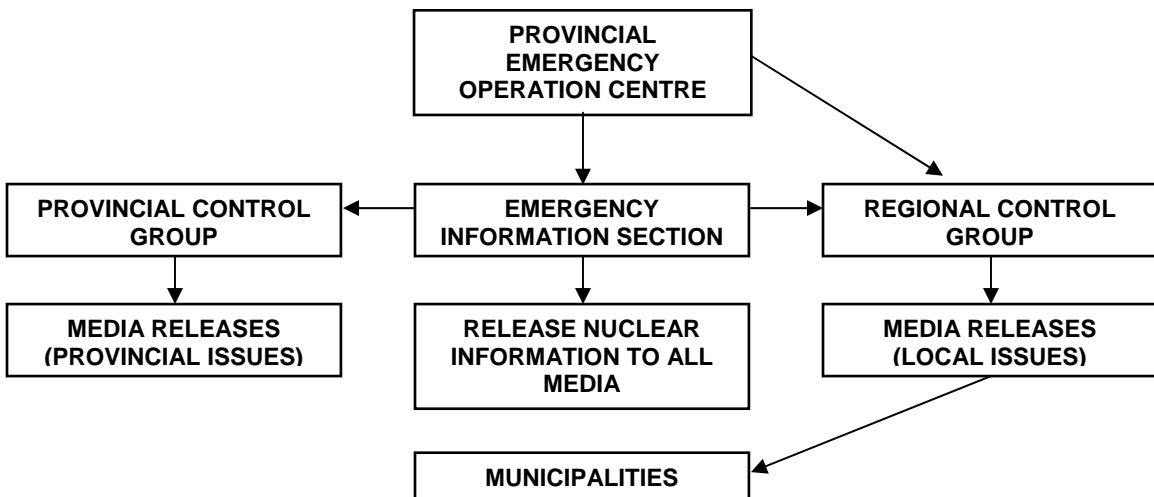 PROVINCIAL
EMERGENCY
OPERATION CENTRE
PROVINCIAL CONTROL
GROUP
EMERGENCY
INFORMATION SECTION
REGIONAL CONTROL
GROUP
MEDIA RELEASES
(PROVINCIAL ISSUES)
RELEASE NUCLEAR
INFORMATION TO ALL
MEDIA
MEDIA RELEASES
(LOCAL ISSUES)
MUNICIPALITIES